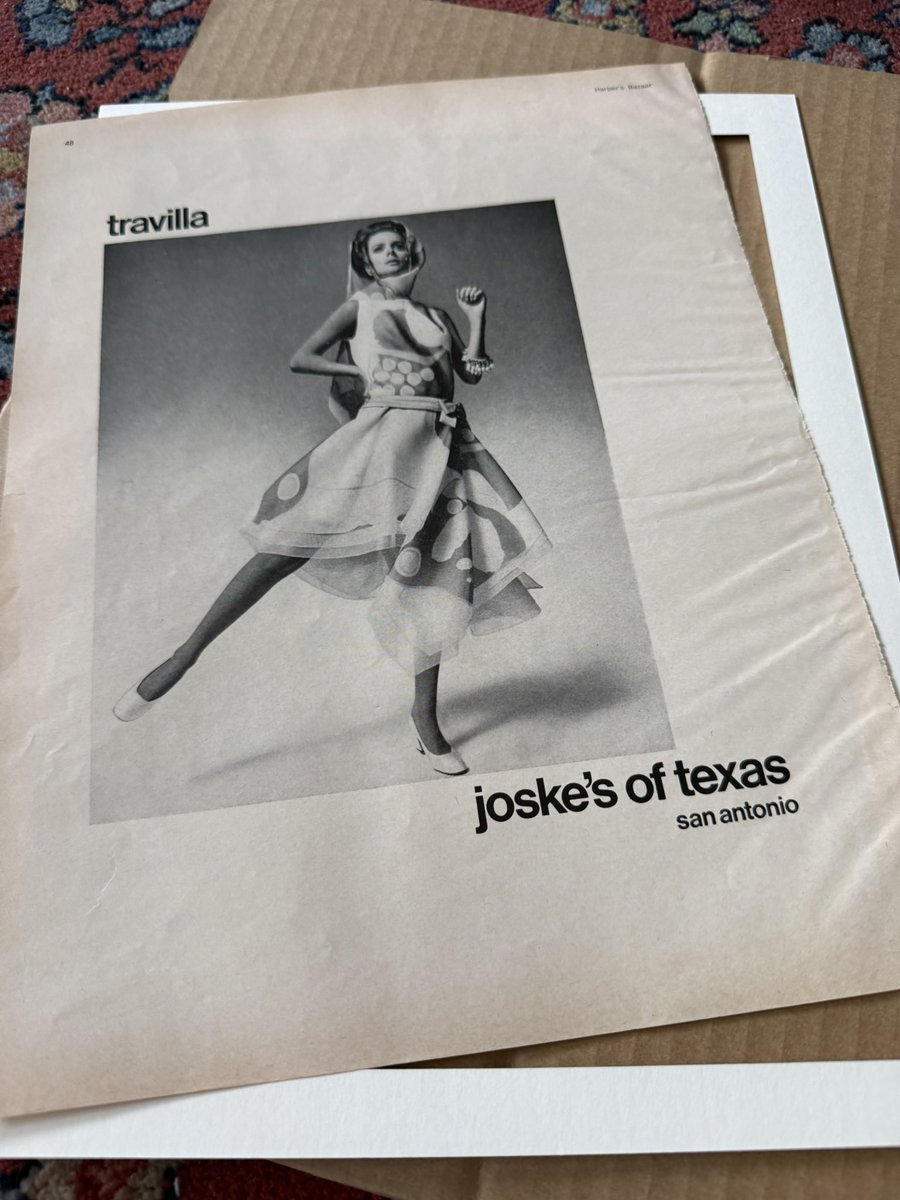 48
Harper's Bazaar
travilla
joske's of texas
san antonio